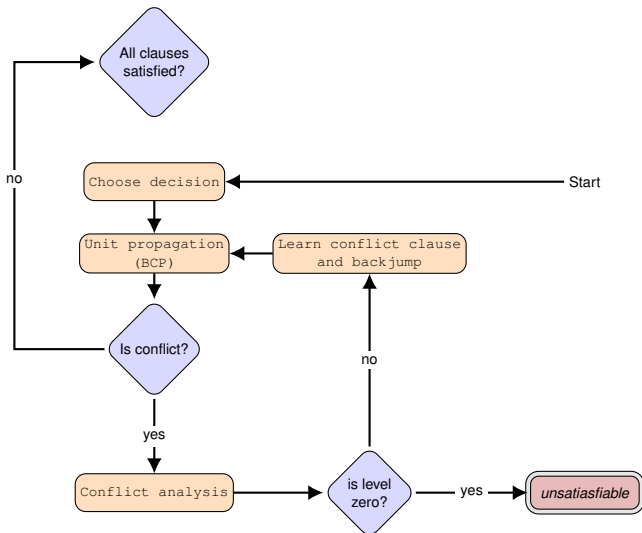 All clauses
satisfied?
no
Choose decision
Start
Unit propagation
(BCP)
Learn conflict clause
and backjump
Is conflict?
no
yes
Conflict analysis
is level
zero?
yes
unsatiasfiable